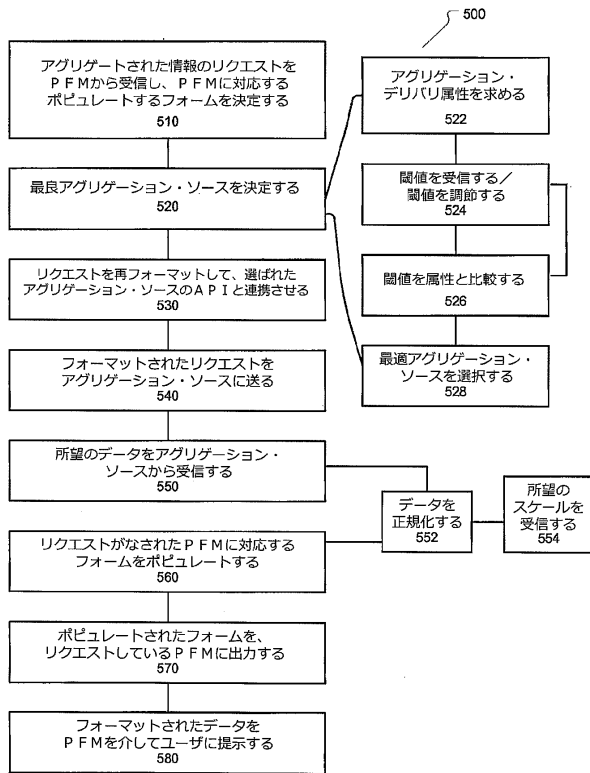 500
アグリゲートされた情報のリクエストを
ＰＦＭから受信し、ＰＦＭに対応する
ポピュレートするフォームを決定する
510
最良アグリゲーション・ソースを決定する
520
リクエストを再フォーマットして、選ばれた
アグリゲーション・ソースのＡＰＩと連携させる
530
フォーマットされたリクエストを
アグリゲーション・ソースに送る
540
所望のデータをアグリゲーション・
ソースから受信する
550
リクエストがなされたＰＦＭに対応する
フォームをポピュレートする
560
ポピュレートされたフォームを、
リクエストしているＰＦＭに出力する
570
フォーマットされたデータを
ＰＦＭを介してユーザに提示する
580
アグリゲーション・
デリバリ属性を求める
522
閾値を受信する／
閾値を調節する
524
閾値を属性と比較する
526
最適アグリゲーション・
ソースを選択する
528
データを
正規化する
552
所望の
スケールを
受信する
554